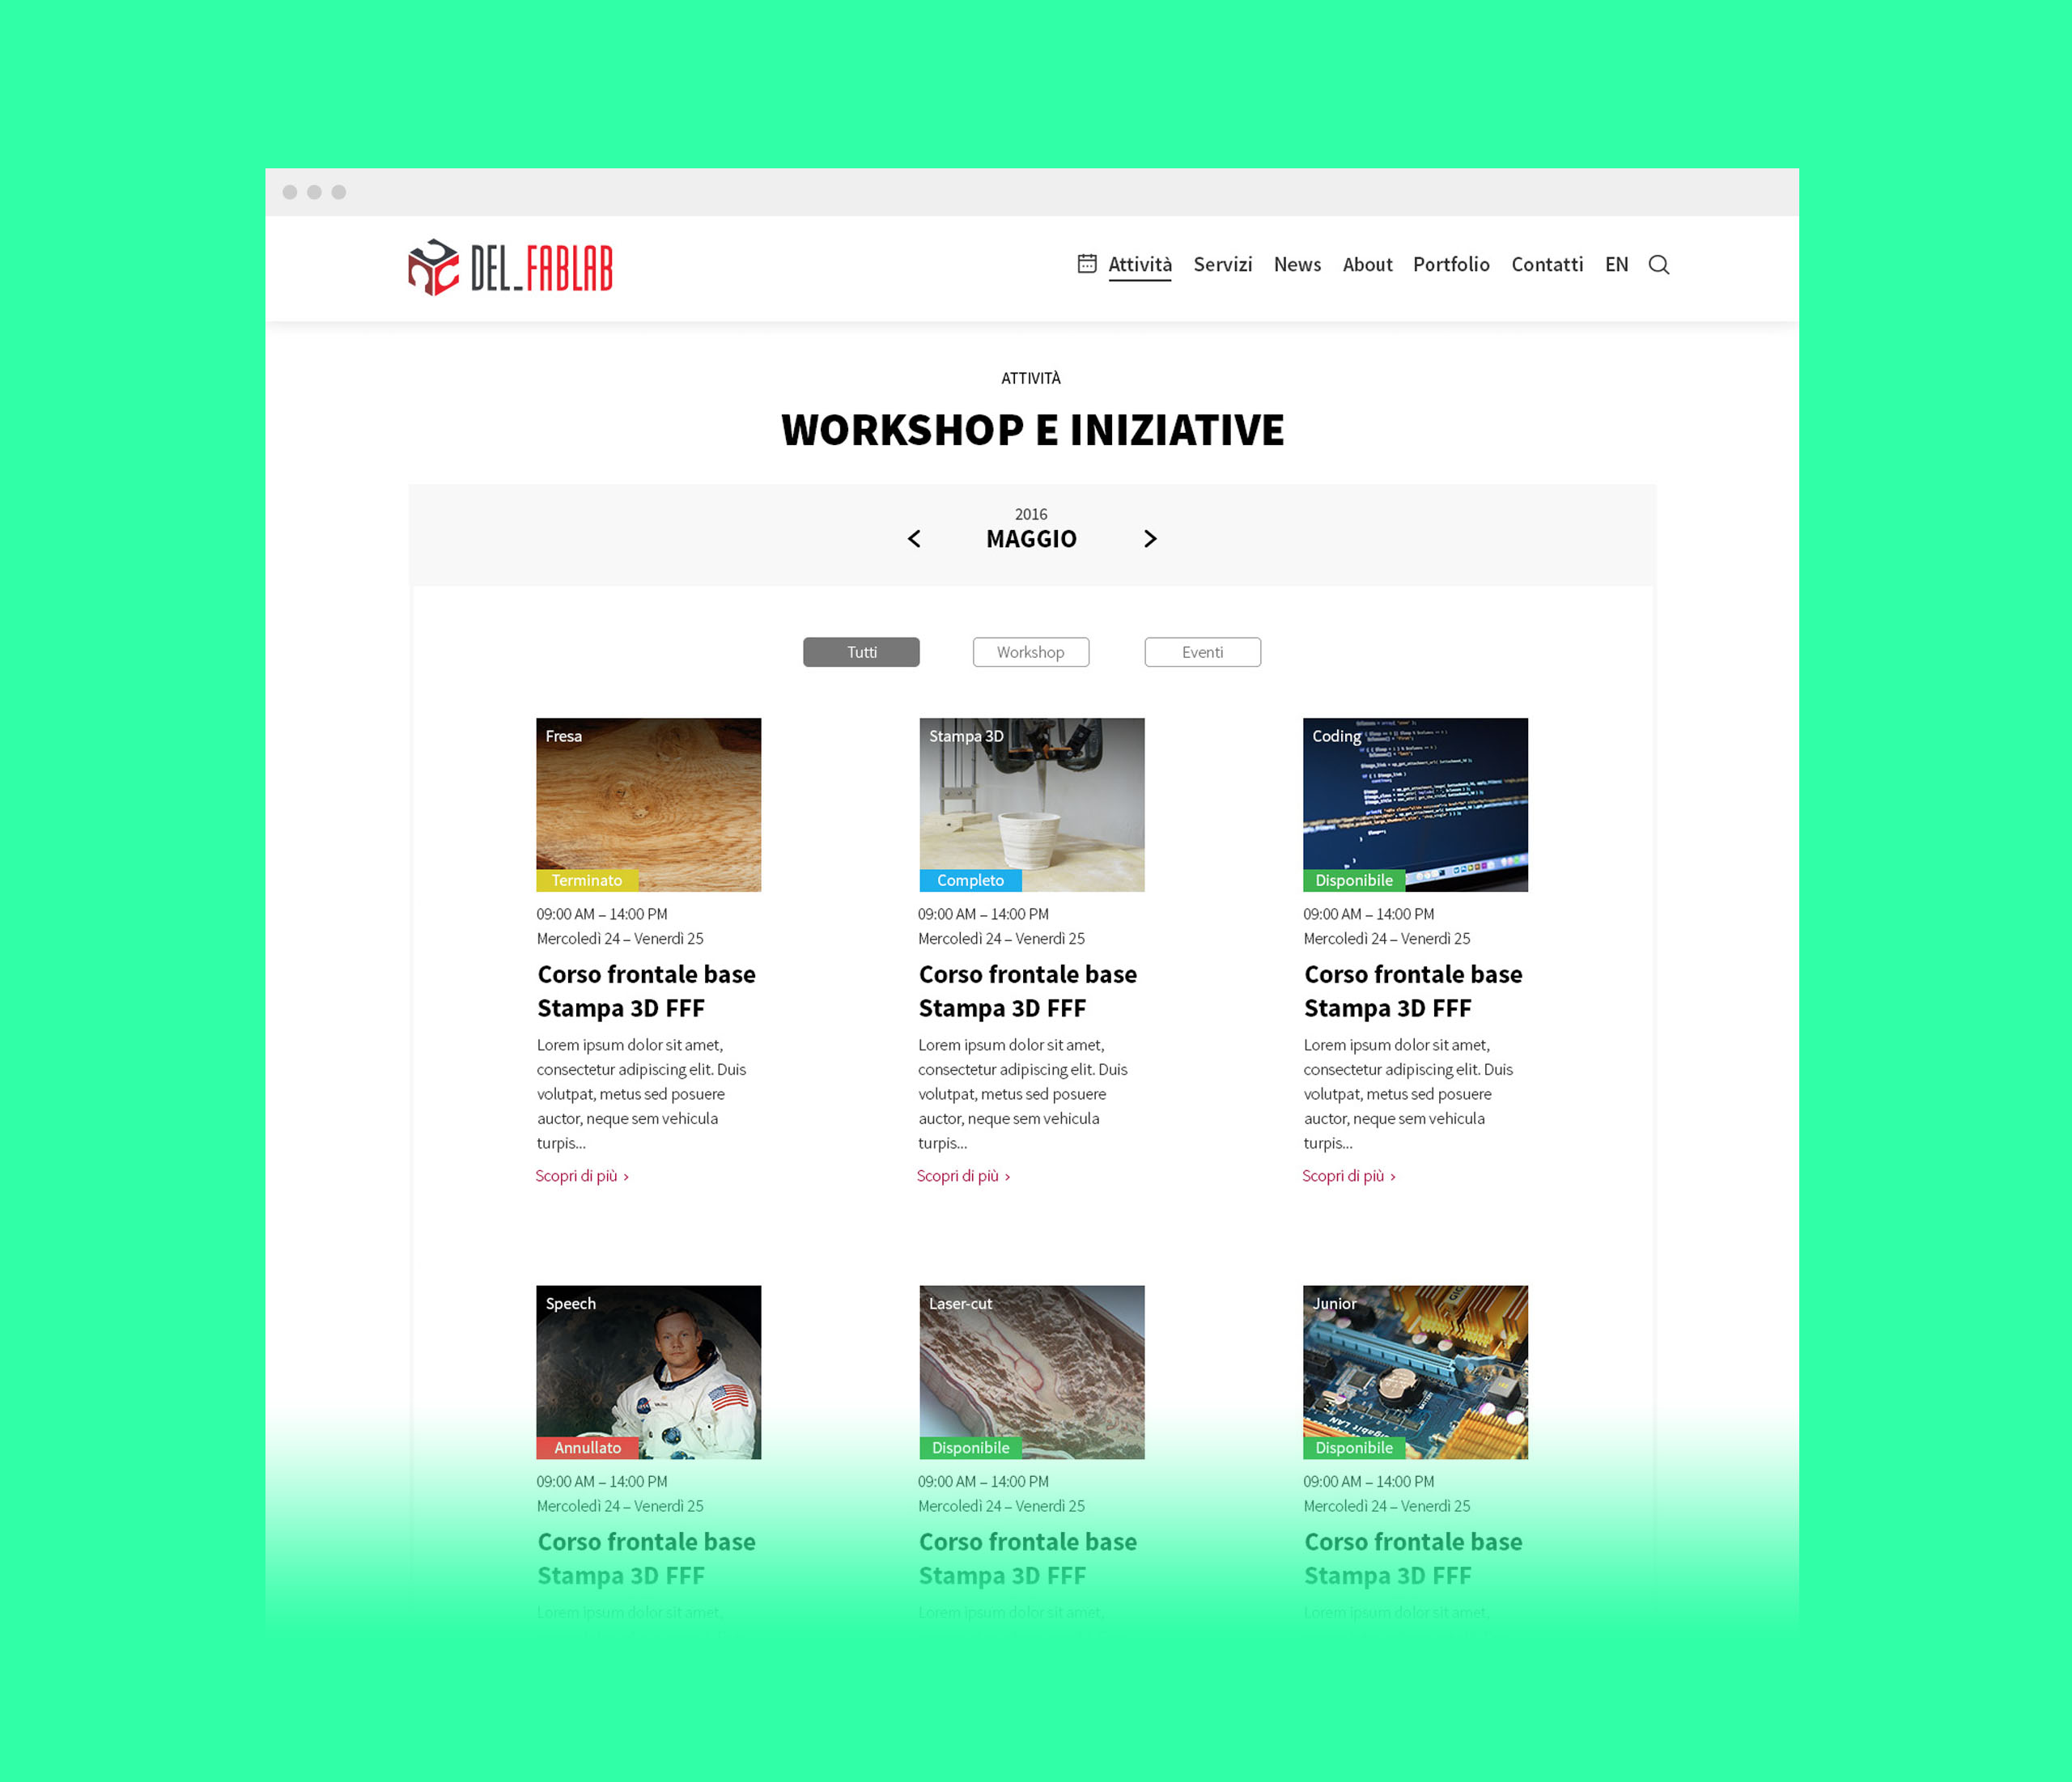 DEL_FABLAB
Attività Servizi News About Portfolio Contatti EN
ATTIVITÀ
WORKSHOP E INIZIATIVE
2016
< MAGGIO >
Tutti Workshop Eventi
Fresa
Terminato
09:00 AM – 14:00 PM
Mercoledì 24 – Venerdì 25
Corso frontale base
Stampa 3D FFF
Lorem ipsum dolor sit amet,
consectetur adipiscing elit. Duis
volutpat, metus sed posuere
auctor, neque sem vehicula
turpis...
Scopri di più ›
Stampa 3D
Completo
09:00 AM – 14:00 PM
Mercoledì 24 – Venerdì 25
Corso frontale base
Stampa 3D FFF
Lorem ipsum dolor sit amet,
consectetur adipiscing elit. Duis
volutpat, metus sed posuere
auctor, neque sem vehicula
turpis...
Scopri di più ›
Coding
Disponibile
09:00 AM – 14:00 PM
Mercoledì 24 – Venerdì 25
Corso frontale base
Stampa 3D FFF
Lorem ipsum dolor sit amet,
consectetur adipiscing elit. Duis
volutpat, metus sed posuere
auctor, neque sem vehicula
turpis...
Scopri di più ›
Speech
Annullato
09:00 AM – 14:00 PM
Mercoledì 24 – Venerdì 25
Corso frontale base
Stampa 3D FFF
Lorem ipsum dolor sit amet,
Laser-cut
Disponibile
09:00 AM – 14:00 PM
Mercoledì 24 – Venerdì 25
Corso frontale base
Stampa 3D FFF
Lorem ipsum dolor sit amet,
Junior
Gigabit LAN
Disponibile
09:00 AM – 14:00 PM
Mercoledì 24 – Venerdì 25
Corso frontale base
Stampa 3D FFF
Lorem ipsum dolor sit amet,